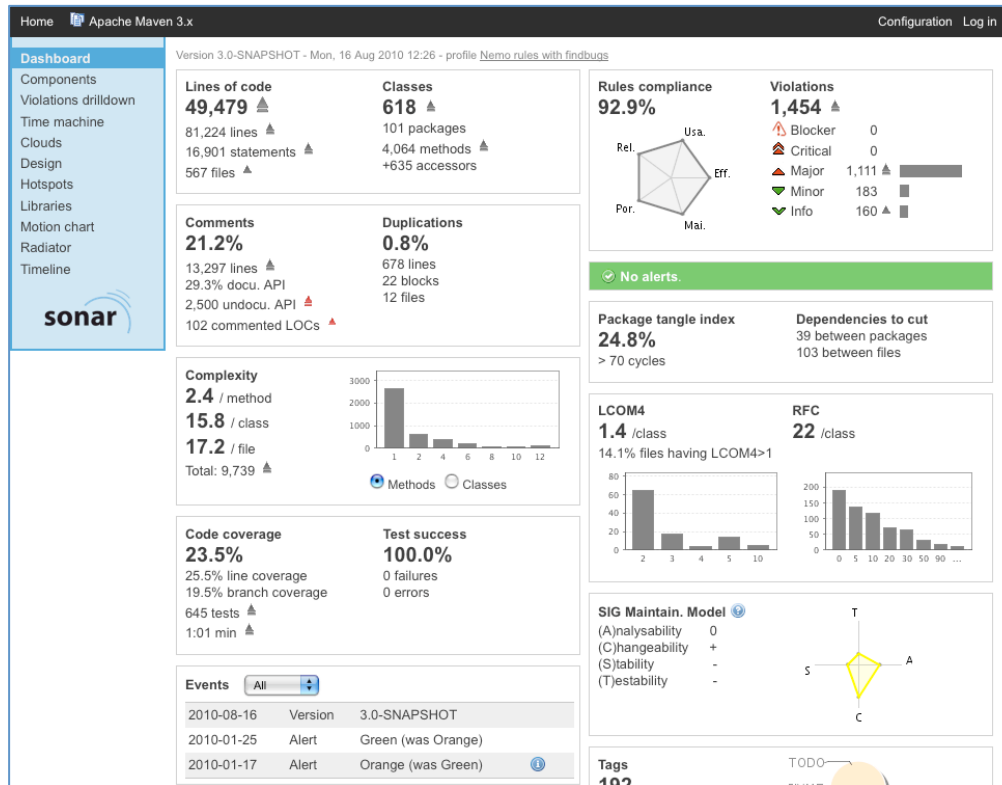 Home Apache Maven 3.x Configuration Log in
Dashboard
Components
Violations drilldown
Time machine
Clouds
Design
Hotspots
Libraries
Motion chart
Radiator
Timeline
sonar
Version 3.0-SNAPSHOT - Mon, 16 Aug 2010 12:26 - profile Nemo rules with findbugs
Lines of code
49,479
81,224 lines
16,901 statements
567 files
Classes
618
101 packages
4,064 methods
+635 accessors
Comments
21.2%
13,297 lines
29.3% docu. API
2,500 undocu. API
102 commented LOCs
Duplications
0.8%
678 lines
22 blocks
12 files
Complexity
2.4 / method
15.8 / class
17.2 / file
Total: 9,739
3000
2000
1000
0
1 2 4 6 8 10 12
Methods Classes
Code coverage
23.5%
25.5% line coverage
19.5% branch coverage
645 tests
1:01 min
Test success
100.0%
0 failures
0 errors
Events All
2010-08-16 Version 3.0-SNAPSHOT
2010-01-25 Alert Green (was Orange)
2010-01-17 Alert Orange (was Green)
Rules compliance
92.9%
Usa.
Rel.
Eff.
Por.
Mai.
Violations
1,454
Blocker 0
Critical 0
Major 1,111
Minor 183
Info 160
No alerts.
Package tangle index
24.8%
> 70 cycles
Dependencies to cut
39 between packages
103 between files
LCOM4
1.4 /class
14.1% files having LCOM4>1
80
60
40
20
0
2 3 4 5 10
RFC
22 /class
200
150
100
50
0
0 5 10 20 30 50 90 ...
SIG Maintain. Model
(A)nalysability 0
(C)hangeability +
(S)tability -
(T)estability -
T
A
S
C
Tags
192
TODO